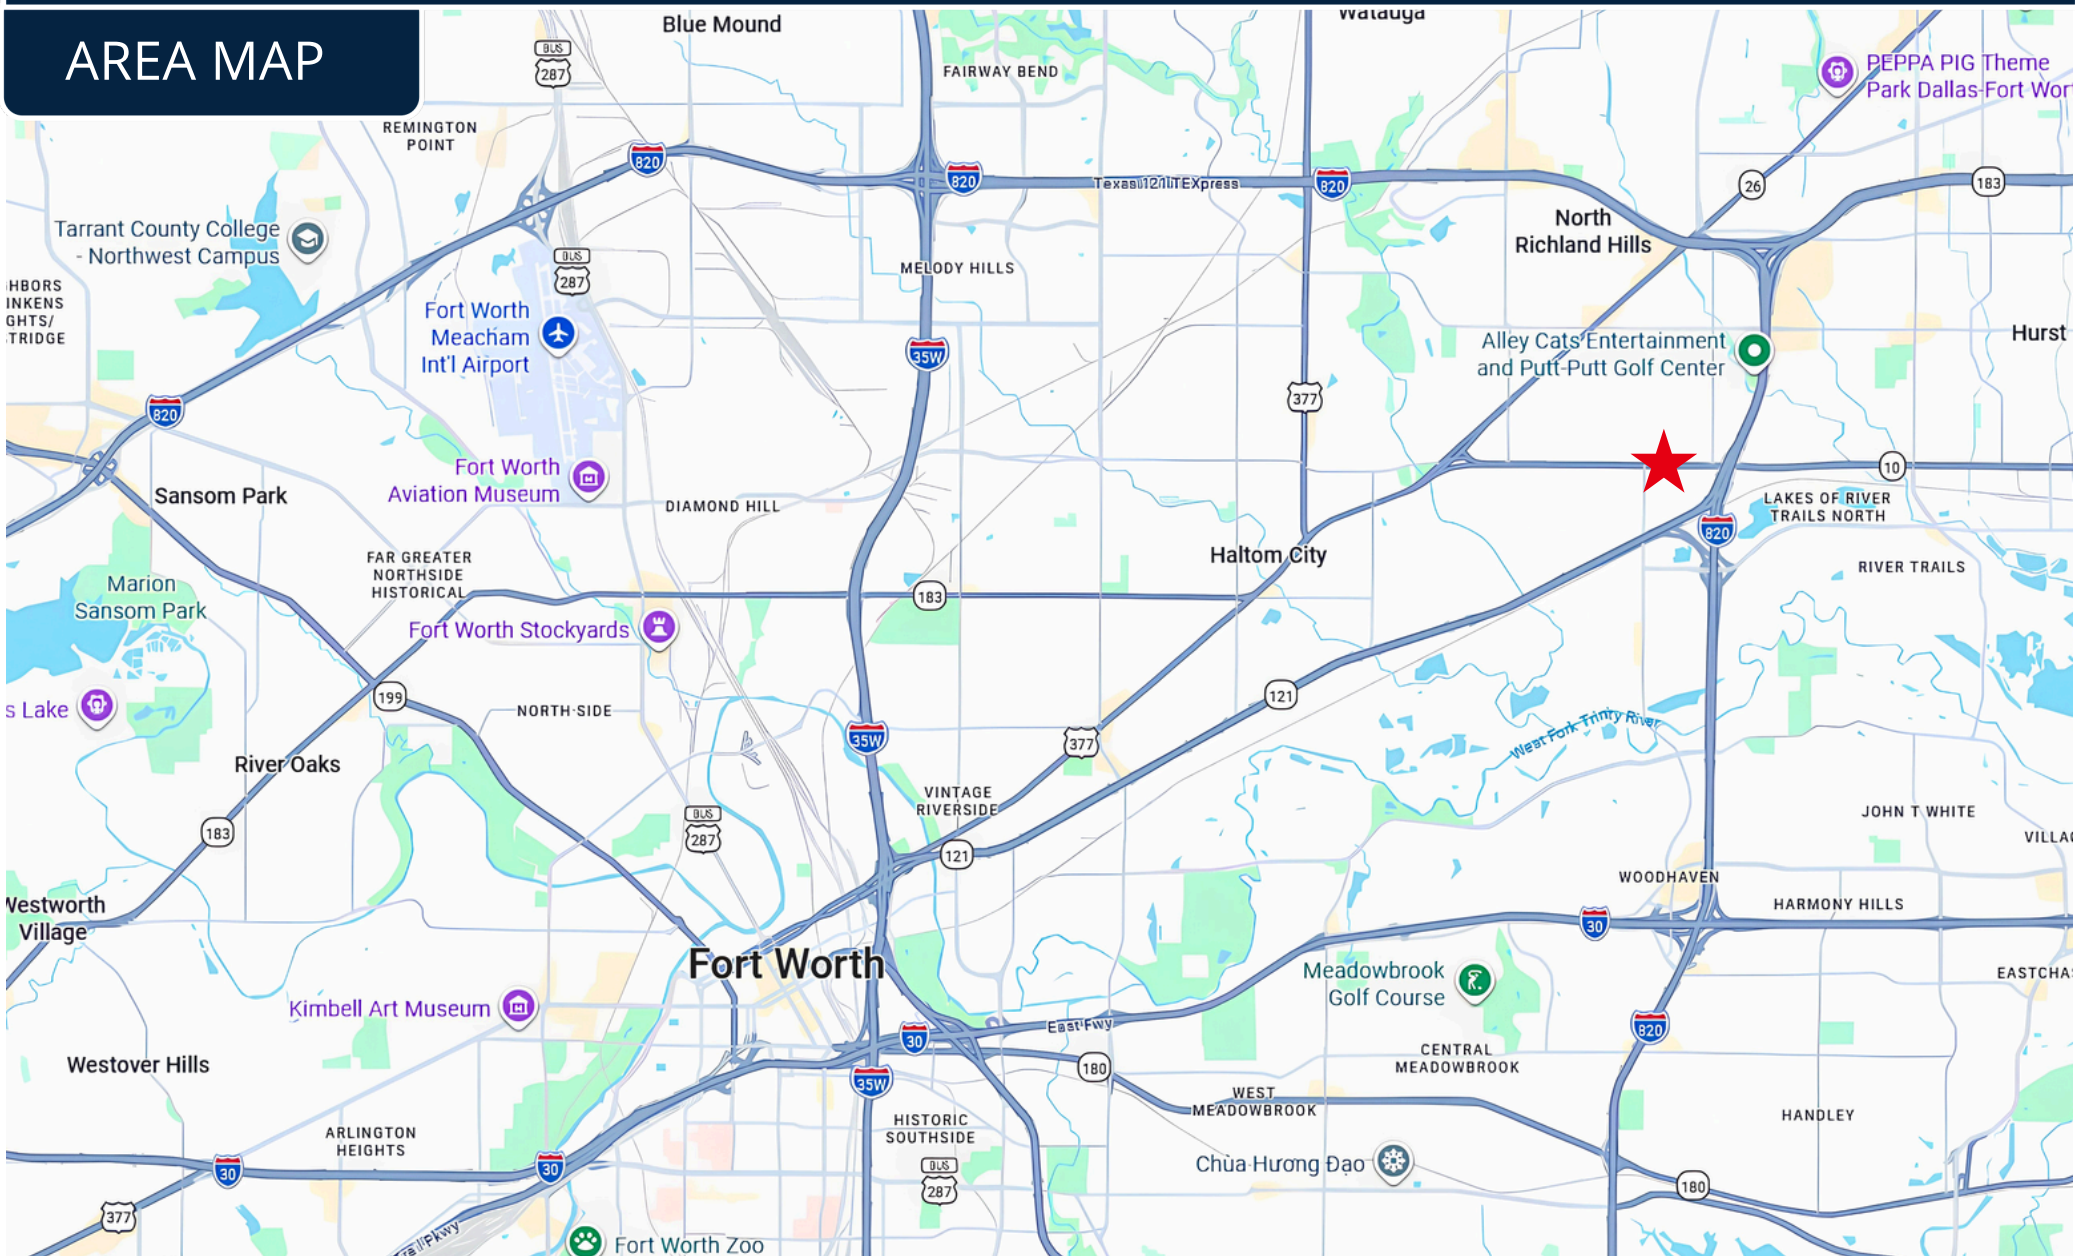 AREA MAP
Blue Mound
Watauga
BUS
287
FAIRWAY BEND
PEPPA PIG Theme
Park Dallas-Fort Wor
REMINGTON
POINT
820
820
Texas 121 TEXpress
820
26
183
Tarrant County College
- Northwest Campus
North
Richland Hills
BUS
287
MELODY HILLS
GHBORS
INKENS
GHTS/
TRIDGE
Fort Worth
Meacham
Int'l Airport
35W
Alley Cats Entertainment
and Putt-Putt Golf Center
Hurst
377
820
Fort Worth
Aviation Museum
10
Sansom Park
DIAMOND HILL
LAKES OF RIVER
TRAILS NORTH
820
Haltom City
FAR GREATER
NORTHSIDE
HISTORICAL
RIVER TRAILS
Marion
Sansom Park
183
Fort Worth Stockyards
199
121
s Lake
NORTH-SIDE
West Fork Trinity River
35W
377
River Oaks
VINTAGE
RIVERSIDE
BUS
287
183
JOHN T WHITE
VILLAG
121
WOODHAVEN
Westworth
Village
HARMONY HILLS
30
Fort Worth
Meadowbrook
Golf Course
EASTCHA
Kimbell Art Museum
East Fwy
820
30
Westover Hills
CENTRAL
MEADOWBROOK
180
35W
WEST
MEADOWBROOK
HANDLEY
HISTORIC
SOUTHSIDE
ARLINGTON
HEIGHTS
30
30
Chùa Hương Đạo
BUS
287
180
377
Pkwy
Fort Worth Zoo